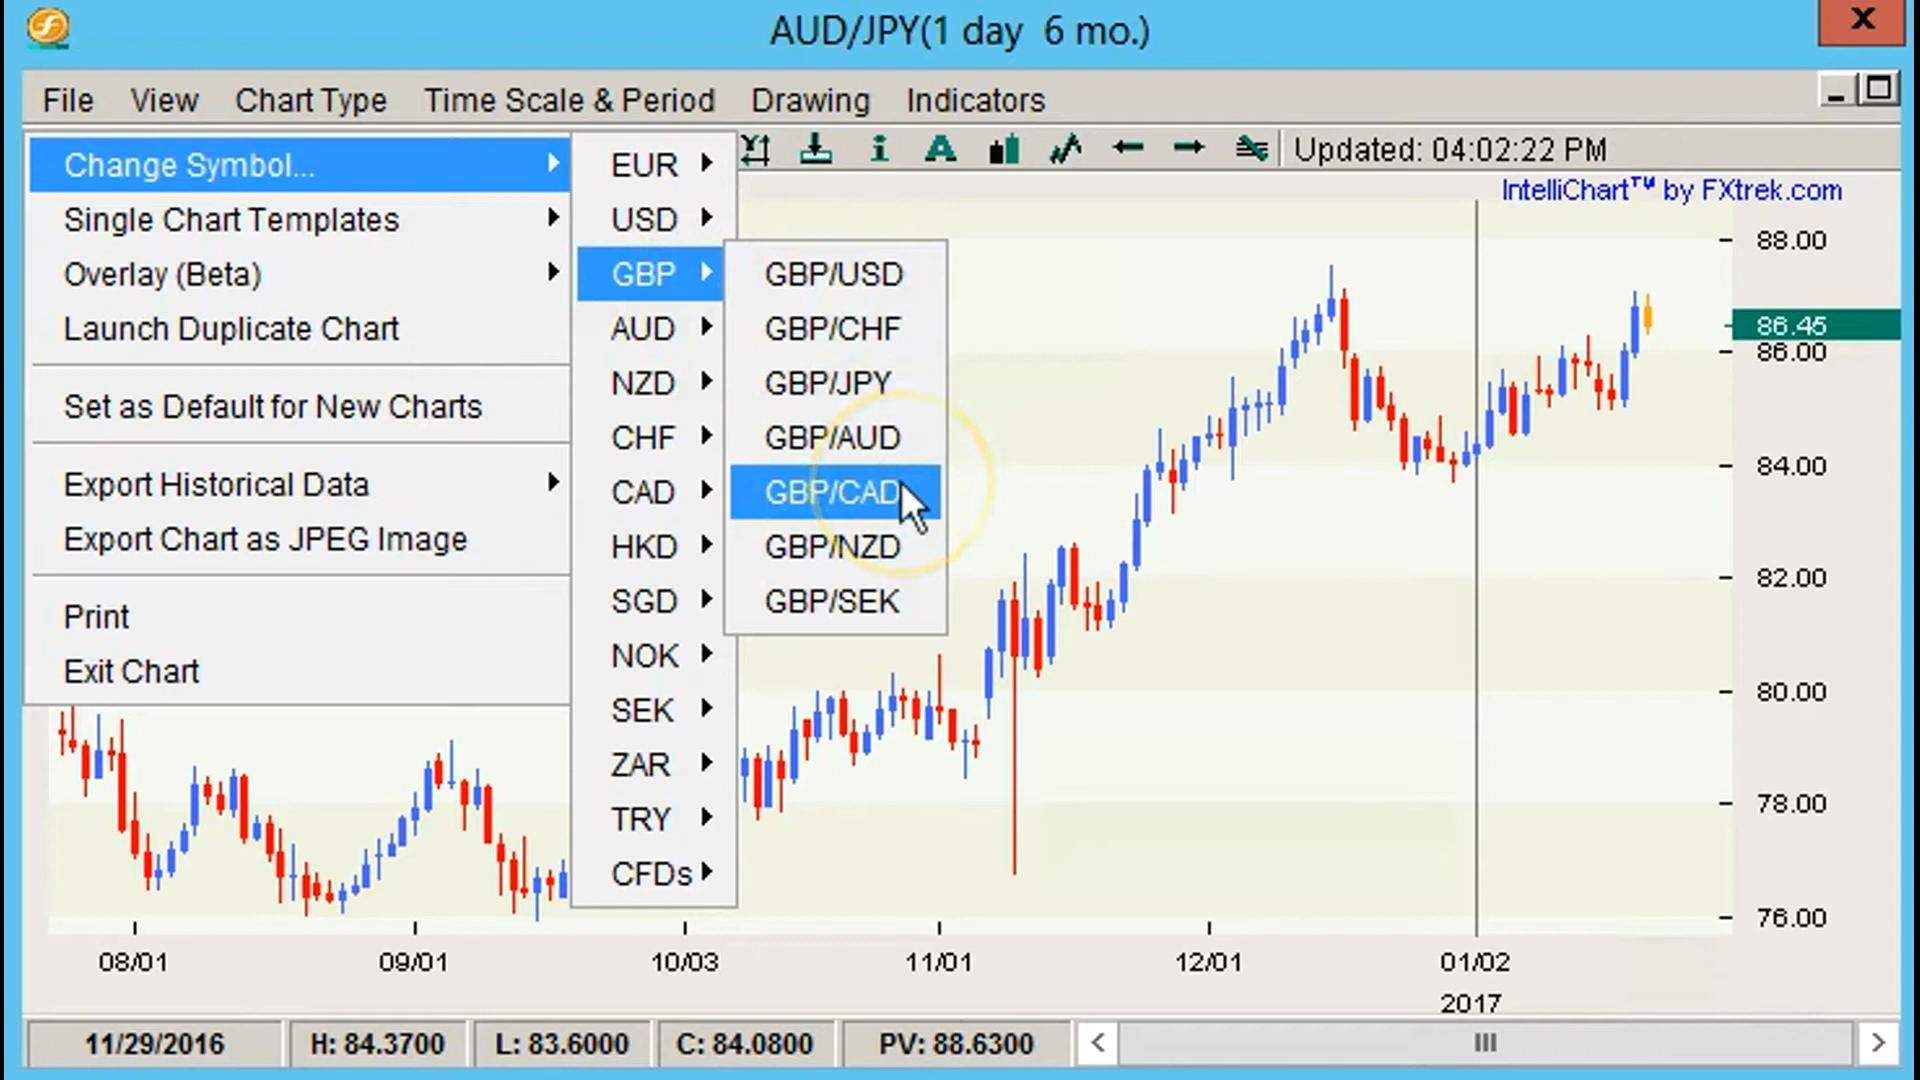 AUD/JPY(1 day 6 mo.)
File View Chart Type Time Scale & Period Drawing Indicators
Updated: 04:02:22 PM
IntelliChart™ by FXtrek.com
Change Symbol...
Single Chart Templates
Overlay (Beta)
Launch Duplicate Chart
Set as Default for New Charts
Export Historical Data
Export Chart as JPEG Image
Print
Exit Chart
EUR
USD
GBP
AUD
NZD
CHF
CAD
HKD
SGD
NOK
SEK
ZAR
TRY
CFDs
GBP/USD
GBP/CHF
GBP/JPY
GBP/AUD
GBP/CAD
GBP/NZD
GBP/SEK
88.00
86.45
86.00
84.00
82.00
80.00
78.00
76.00
08/01 09/01 10/03 11/01 12/01 01/02
2017
11/29/2016 H: 84.3700 L: 83.6000 C: 84.0800 PV: 88.6300